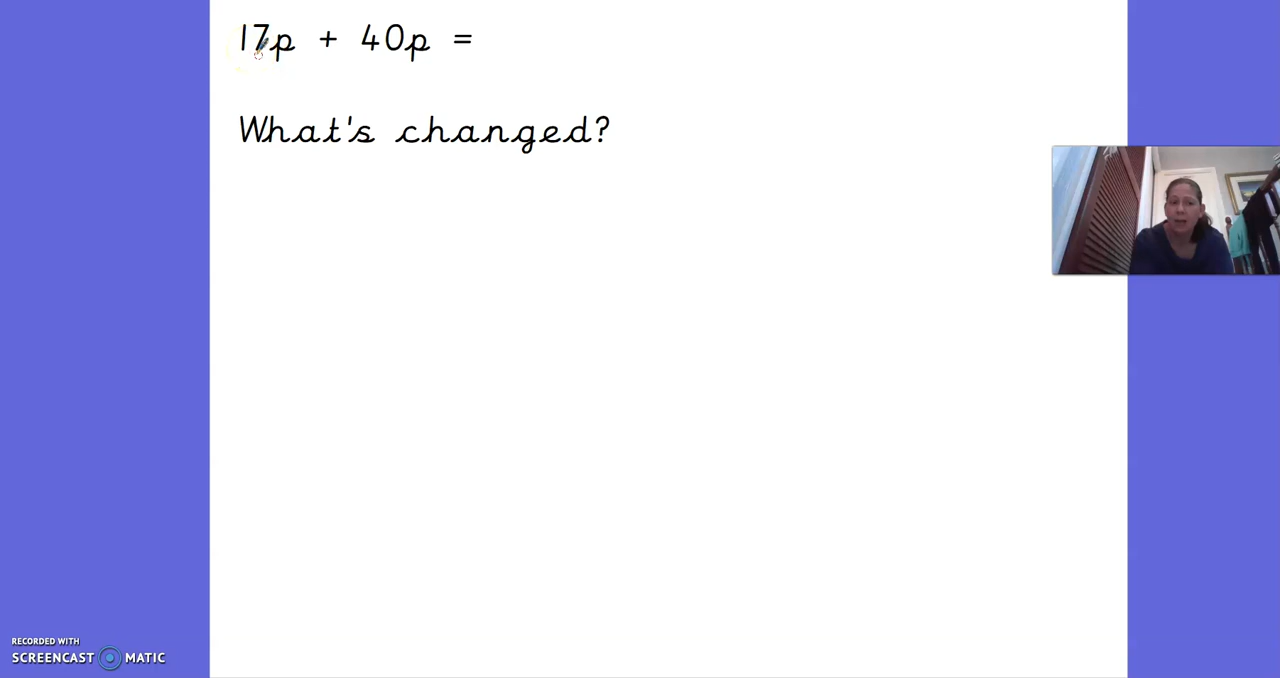 17p + 40p =
What's changed?
RECORDED WITH
SCREENCAST MATIC